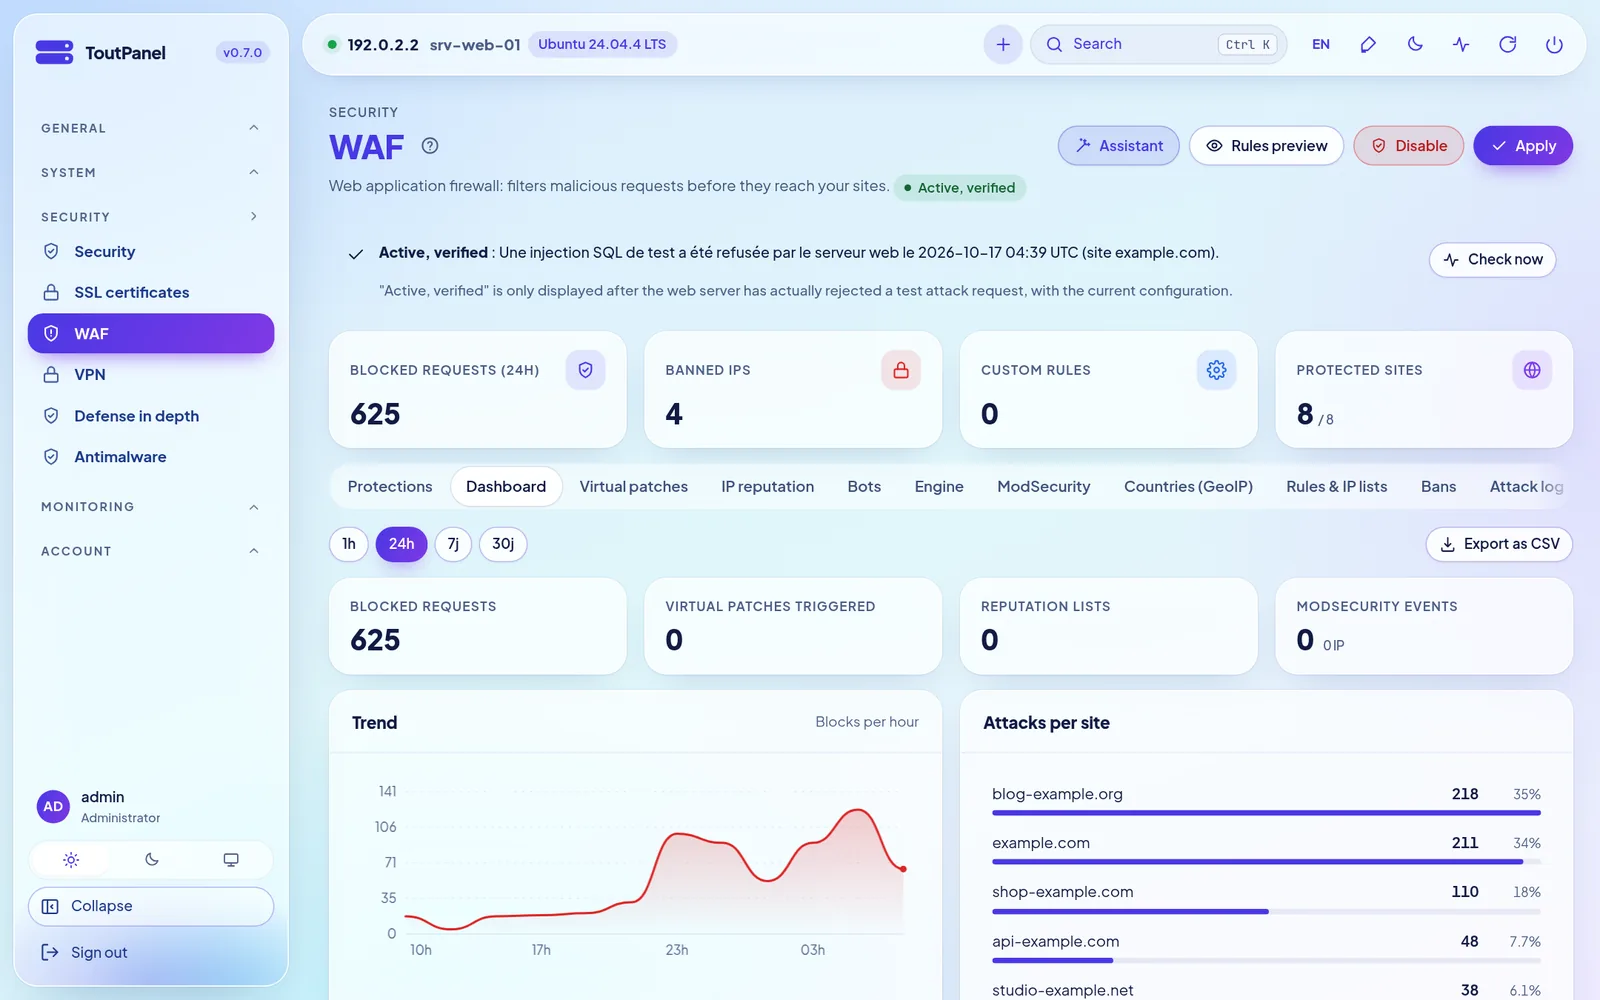 ToutPanel
v0.7.0
GENERAL
SYSTEM
SECURITY
Security
SSL certificates
WAF
VPN
Defense in depth
Antimalware
MONITORING
ACCOUNT
AD
admin
Administrator
Collapse
Sign out
192.0.2.2 srv-web-01 Ubuntu 24.04.4 LTS
Search Ctrl K
EN
SECURITY
WAF
Web application firewall: filters malicious requests before they reach your sites. Active, verified
Assistant
Rules preview
Disable
Apply
Active, verified : Une injection SQL de test a été refusée par le serveur web le 2026-10-17 04:39 UTC (site example.com).
"Active, verified" is only displayed after the web server has actually rejected a test attack request, with the current configuration.
Check now
BLOCKED REQUESTS (24H)
625
BANNED IPS
4
CUSTOM RULES
0
PROTECTED SITES
8 / 8
Protections Dashboard Virtual patches IP reputation Bots Engine ModSecurity Countries (GeoIP) Rules & IP lists Bans Attack log
1h 24h 7j 30j
Export as CSV
BLOCKED REQUESTS
625
VIRTUAL PATCHES TRIGGERED
0
REPUTATION LISTS
0
MODSECURITY EVENTS
0 0 IP
Trend Blocks per hour
141
106
71
35
0
10h 17h 23h 03h
Attacks per site
blog-example.org 218 35%
example.com 211 34%
shop-example.com 110 18%
api-example.com 48 7.7%
studio-example.net 38 6.1%